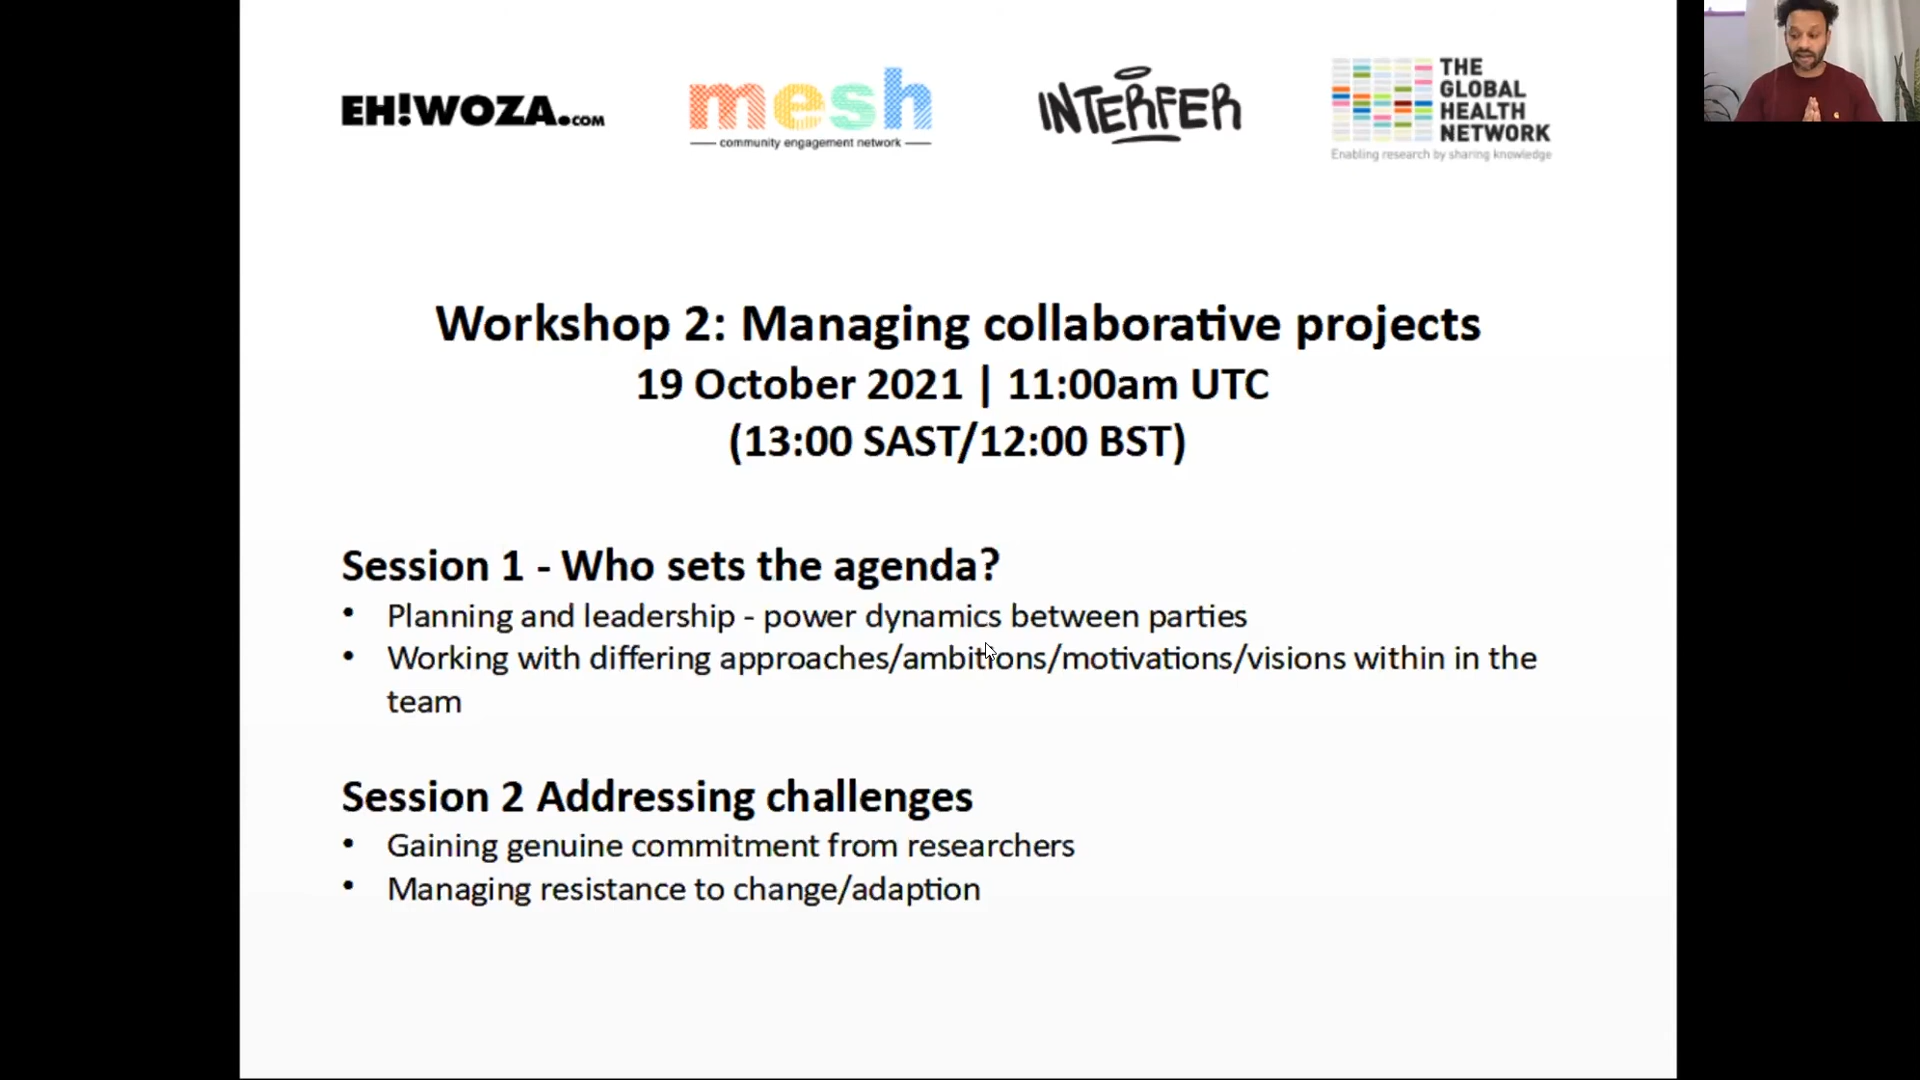 EH!WOZA.COM
mesh
community engagement network
INTERFER
THE
GLOBAL
HEALTH
NETWORK
Enabling research by sharing knowledge
Workshop 2: Managing collaborative projects
19 October 2021 | 11:00am UTC
(13:00 SAST/12:00 BST)
Session 1 - Who sets the agenda?
• Planning and leadership - power dynamics between parties
• Working with differing approaches/ambitions/motivations/visions within in the
team
Session 2 Addressing challenges
• Gaining genuine commitment from researchers
• Managing resistance to change/adaption